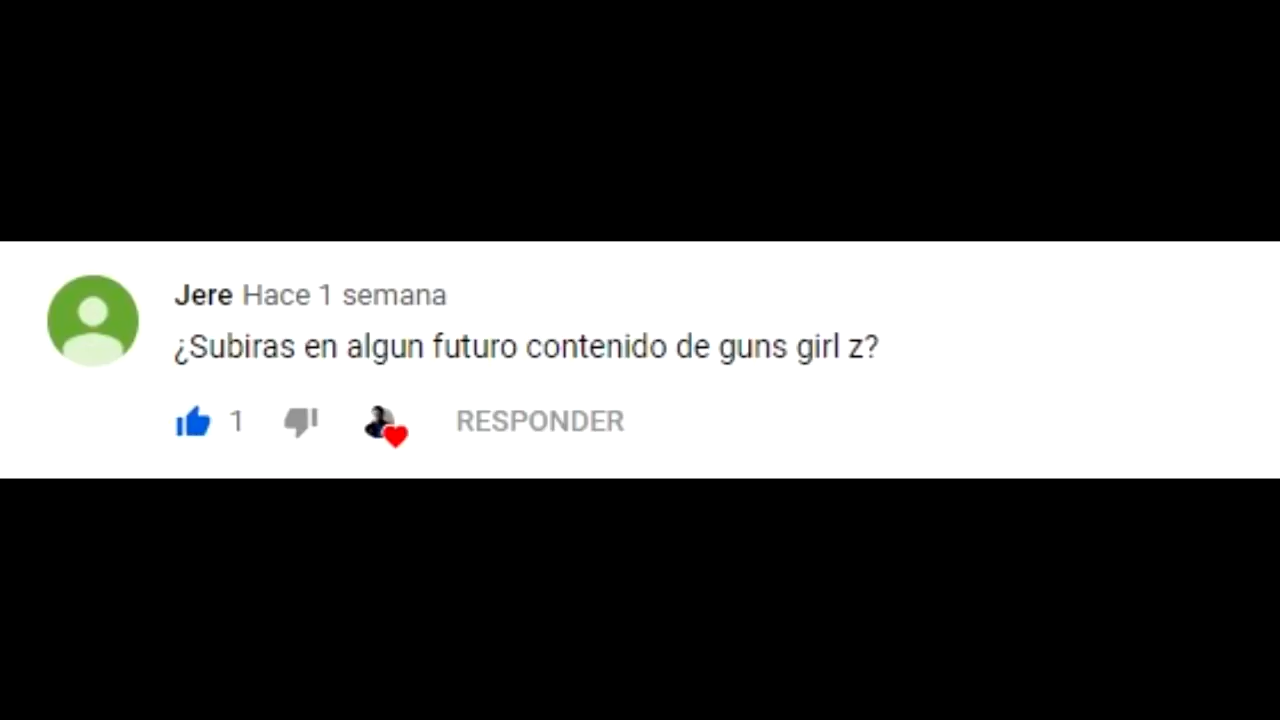 Jere Hace 1 semana
¿Subiras en algun futuro contenido de guns girl z?
1 RESPONDER